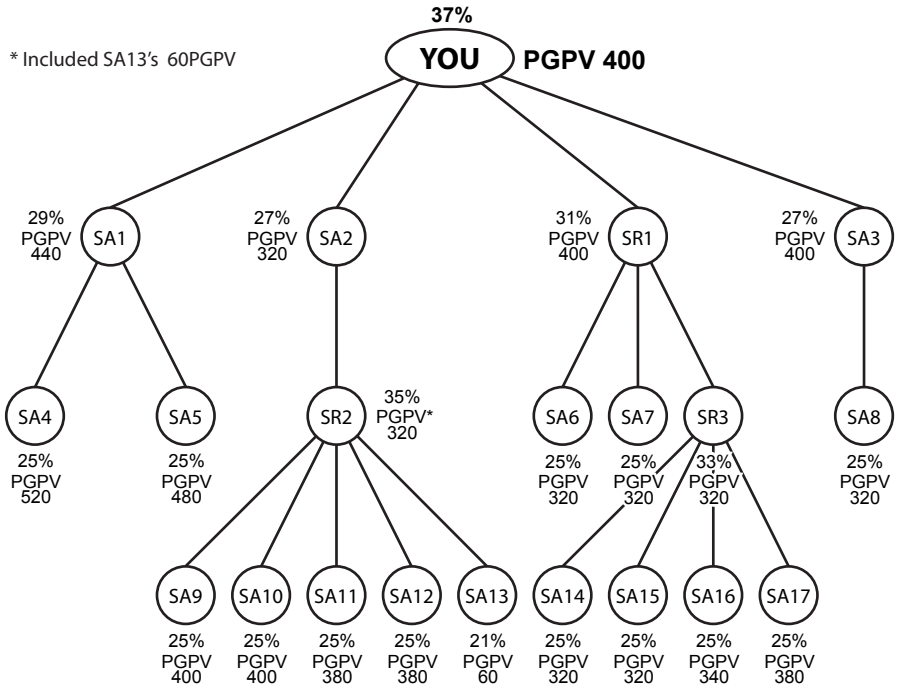 37%
* Included SA13's 60PGPV
YOU
PGPV 400
29%
PGPV
440
SA1
27%
PGPV
320
SA2
31%
PGPV
400
SR1
27%
PGPV
400
SA3
SA4
25%
PGPV
520
SA5
25%
PGPV
480
SR2
35%
PGPV*
320
SA6
25%
PGPV
320
SA7
25%
PGPV
320
SR3
33%
PGPV
320
SA8
25%
PGPV
320
SA9
25%
PGPV
400
SA10
25%
PGPV
400
SA11
25%
PGPV
380
SA12
25%
PGPV
380
SA13
21%
PGPV
60
SA14
25%
PGPV
320
SA15
25%
PGPV
320
SA16
25%
PGPV
340
SA17
25%
PGPV
380